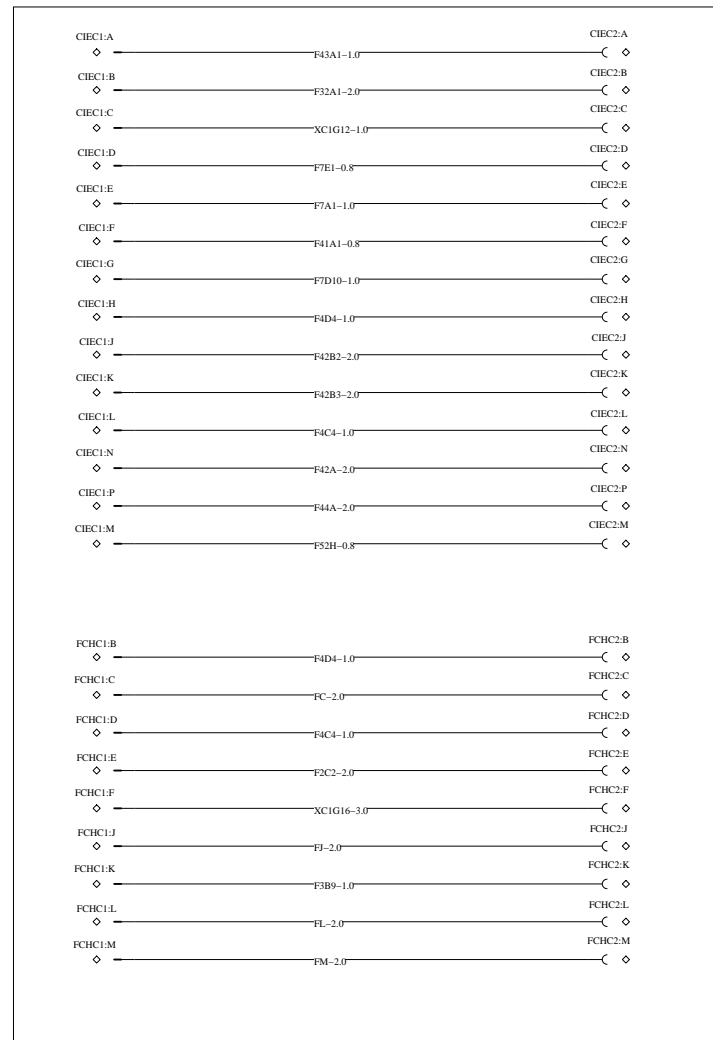 CIEC1:A CIEC2:A
F43A1−1.0
CIEC1:B CIEC2:B
F32A1−2.0
CIEC1:C CIEC2:C
XC1G12−1.0
CIEC1:D CIEC2:D
F7E1−0.8
CIEC1:E CIEC2:E
F7A1−1.0
CIEC1:F CIEC2:F
F41A1−0.8
CIEC1:G CIEC2:G
F7D10−1.0
CIEC1:H CIEC2:H
F4D4−1.0
CIEC1:J CIEC2:J
F42B2−2.0
CIEC1:K CIEC2:K
F42B3−2.0
CIEC1:L CIEC2:L
F4C4−1.0
CIEC1:N CIEC2:N
F42A−2.0
CIEC1:P CIEC2:P
F44A−2.0
CIEC1:M CIEC2:M
F52H−0.8
FCHC1:B FCHC2:B
F4D4−1.0
FCHC1:C FCHC2:C
FC−2.0
FCHC1:D FCHC2:D
F4C4−1.0
FCHC1:E FCHC2:E
F2C2−2.0
FCHC1:F FCHC2:F
XC1G16−3.0
FCHC1:J FCHC2:J
FJ−2.0
FCHC1:K FCHC2:K
F3B9−1.0
FCHC1:L FCHC2:L
FL−2.0
FCHC1:M FCHC2:M
FM−2.0